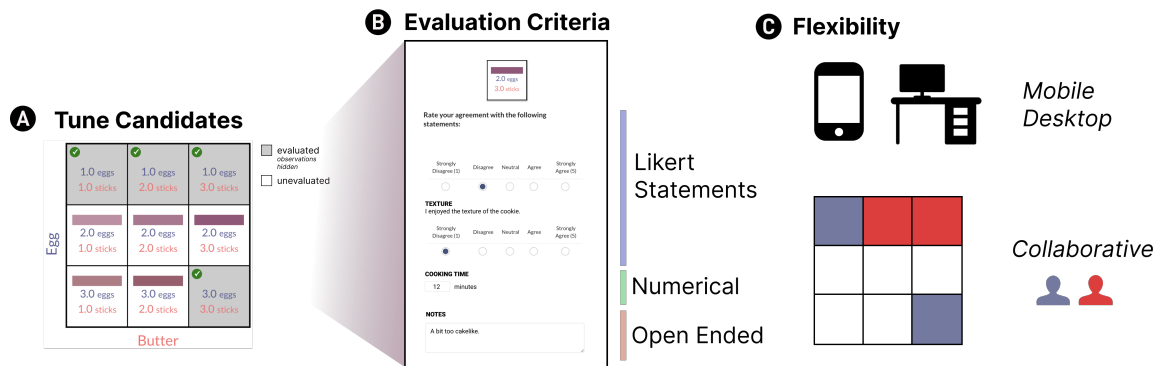 A Tune Candidates
evaluated
observations
hidden
unevaluated
1.0 eggs
1.0 sticks
1.0 eggs
2.0 sticks
1.0 eggs
3.0 sticks
2.0 eggs
1.0 sticks
2.0 eggs
2.0 sticks
2.0 eggs
3.0 sticks
3.0 eggs
1.0 sticks
3.0 eggs
2.0 sticks
3.0 eggs
3.0 sticks
Egg
Butter
B Evaluation Criteria
2.0 eggs
3.0 sticks
Rate your agreement with the following
statements:
Strongly
Disagree (1)
Disagree
Neutral
Agree
Strongly
Agree (5)
TEXTURE
I enjoyed the texture of the cookie.
Strongly
Disagree (1)
Disagree
Neutral
Agree
Strongly
Agree (5)
COOKING TIME
12 minutes
NOTES
A bit too cakelike.
Likert
Statements
Numerical
Open Ended
C Flexibility
Mobile
Desktop
Collaborative